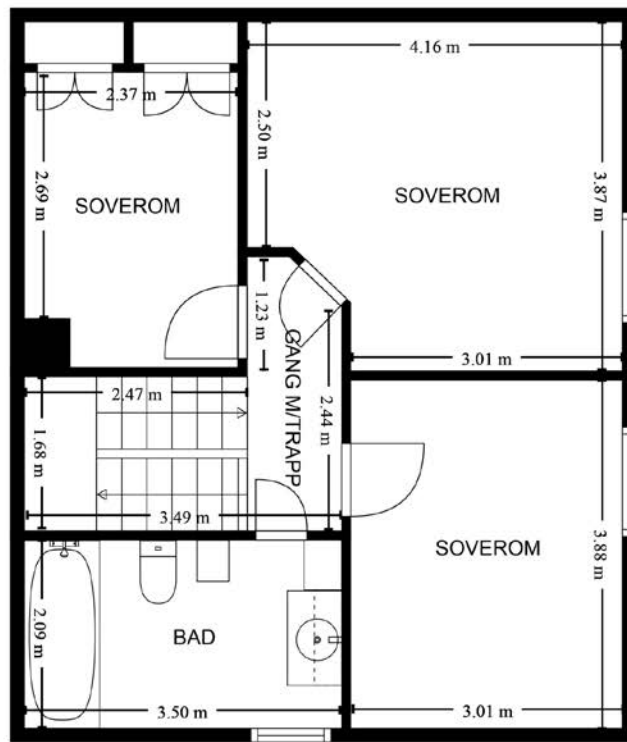 4.16 m
2.37 m
2.50 m
2.69 m
SOVEROM
SOVEROM
3.87 m
1.23 m
GANG M/TRAPP
3.01 m
2.47 m
2.44 m
1.68 m
3.49 m
SOVEROM
3.88 m
2.09 m
BAD
3.50 m
3.01 m